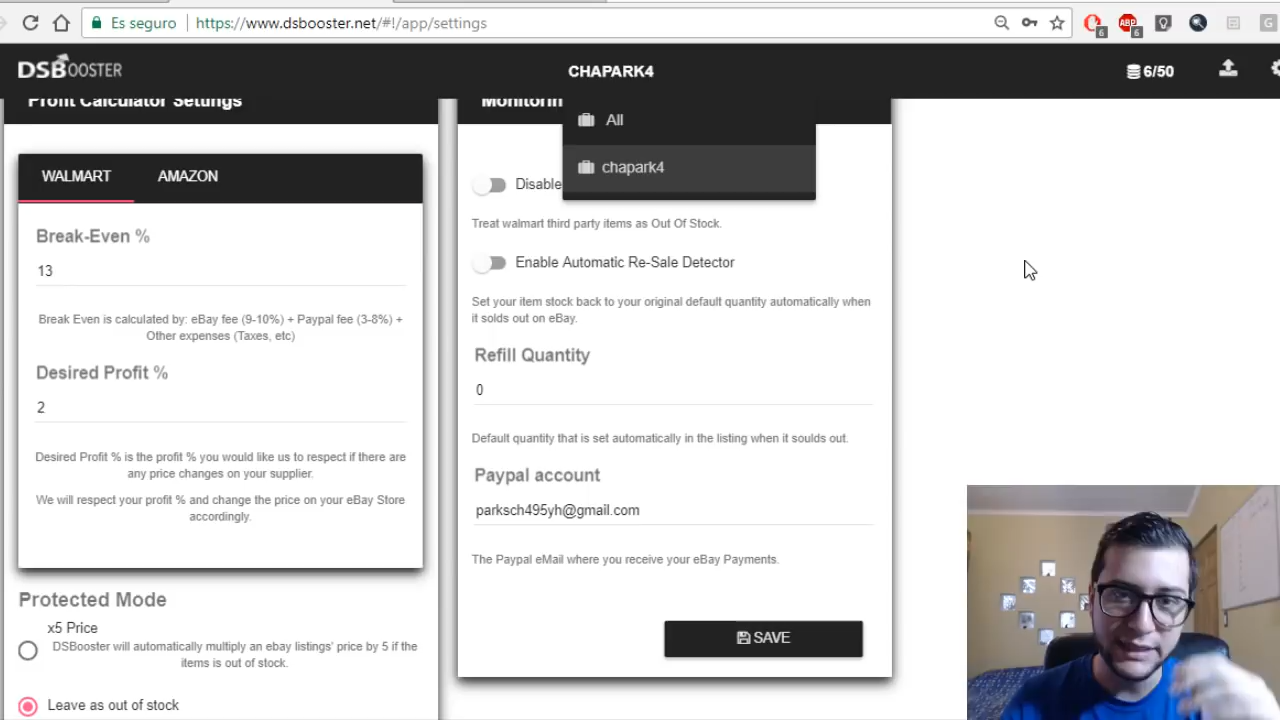 Es seguro
https://www.dsbooster.net/#!/app/settings
6
ABP
6
G
DSBOOSTER
CHAPARK4
6/50
Profit Calculator Settings
Monitorin
All
chapark4
WALMART
AMAZON
Disable
Treat walmart third party items as Out Of Stock.
Break-Even %
13
Enable Automatic Re-Sale Detector
Set your item stock back to your original default quantity automatically when
it solds out on eBay.
Break Even is calculated by: eBay fee (9-10%) + Paypal fee (3-8%) +
Other expenses (Taxes, etc)
Refill Quantity
0
Desired Profit %
2
Default quantity that is set automatically in the listing when it soulds out.
Desired Profit % is the profit % you would like us to respect if there are
any price changes on your supplier.
We will respect your profit % and change the price on your eBay Store
accordingly.
Paypal account
parksch495yh@gmail.com
The Paypal eMail where you receive your eBay Payments.
SAVE
Protected Mode
x5 Price
DSBooster will automatically multiply an ebay listings' price by 5 if the
items is out of stock.
Leave as out of stock